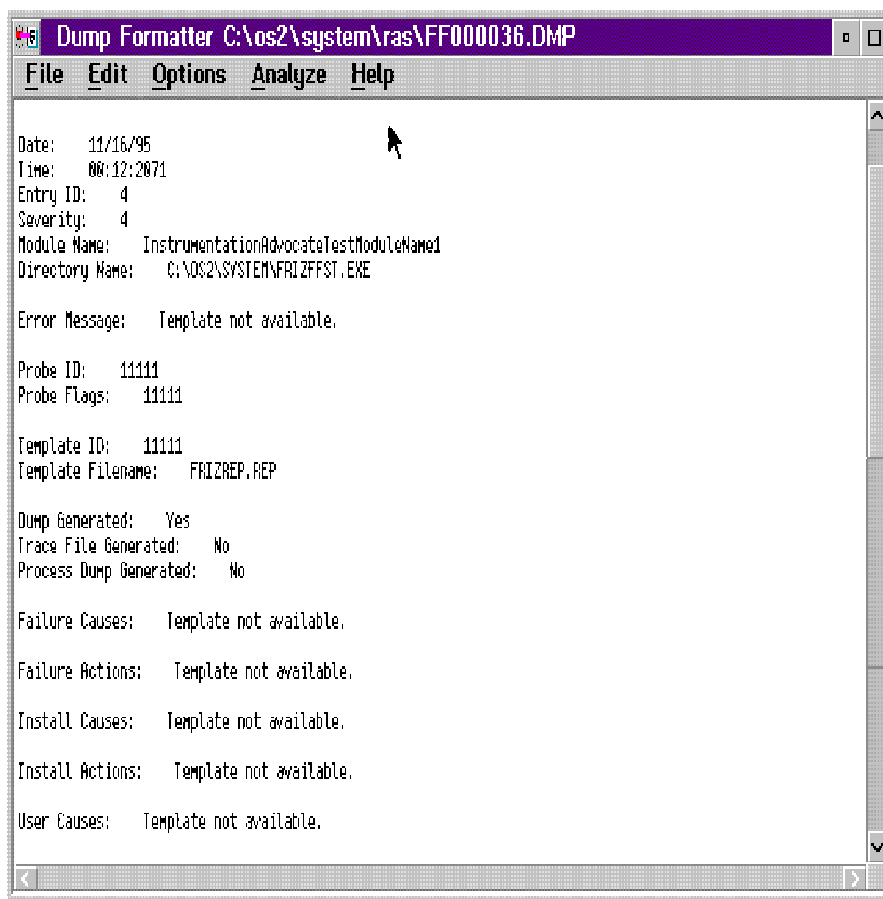 Dump Formatter C:\os2\system\ras\FF000036.DMP
File Edit Options Analyze Help
Date: 11/16/95
Time: 00:12:2071
Entry ID: 4
Severity: 4
Module Name: InstrumentationAdvocateTestModuleName1
Directory Name: C:\OS2\SYSTEM\FRIZFFST.EXE
Error Message: Template not available.
Probe ID: 11111
Probe Flags: 11111
Template ID: 11111
Template Filename: FRIZREP.REP
Dump Generated: Yes
Trace File Generated: No
Process Dump Generated: No
Failure Causes: Template not available.
Failure Actions: Template not available.
Install Causes: Template not available.
Install Actions: Template not available.
User Causes: Template not available.